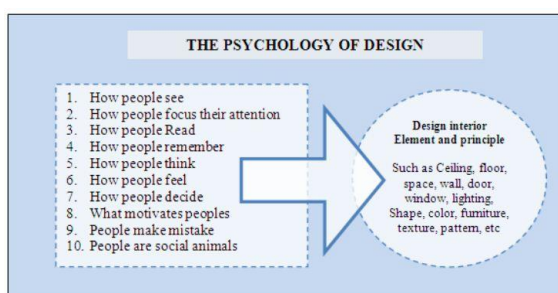 THE PSYCHOLOGY OF DESIGN
1. How people see
2. How people focus their attention
3. How people Read
4. How people remember
5. How people think
6. How people feel
7. How people decide
8. What motivates peoples
9. People make mistake
10. People are social animals
Design interior
Element and principle
Such as Ceiling, floor,
space, wall, door,
window, lighting,
Shape, color, furniture,
texture, pattern, etc